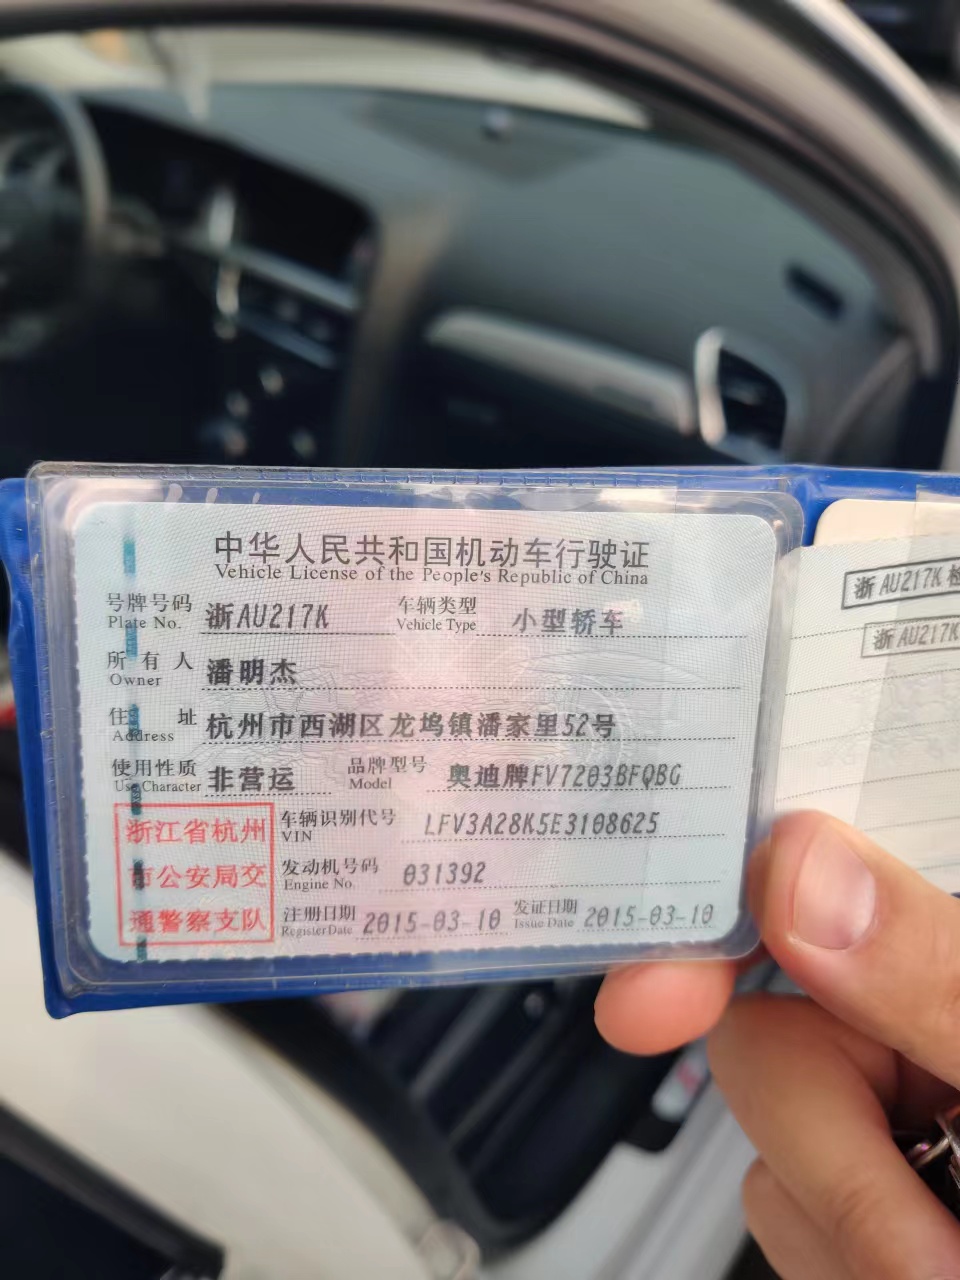 中华人民共和国机动车行驶证
Vehicle License of the People's Republic of China
号牌号码 浙AU217K 车辆类型 小型轿车
Plate No. Vehicle Type
所有人 潘明杰
Owner
住址 杭州市西湖区龙坞镇潘家里52号
Address
使用性质 非营运 品牌型号 奥迪牌FV7203BFQBG
Use Character Model
浙江省杭州
市公安局交
通警察支队
车辆识别代号 LFV3A28K5E3108625
VIN
发动机号码 031392
Engine No.
注册日期 2015-03-10 发证日期 2015-03-10
Register Date Issue Date
浙AU217K
浙AU217K